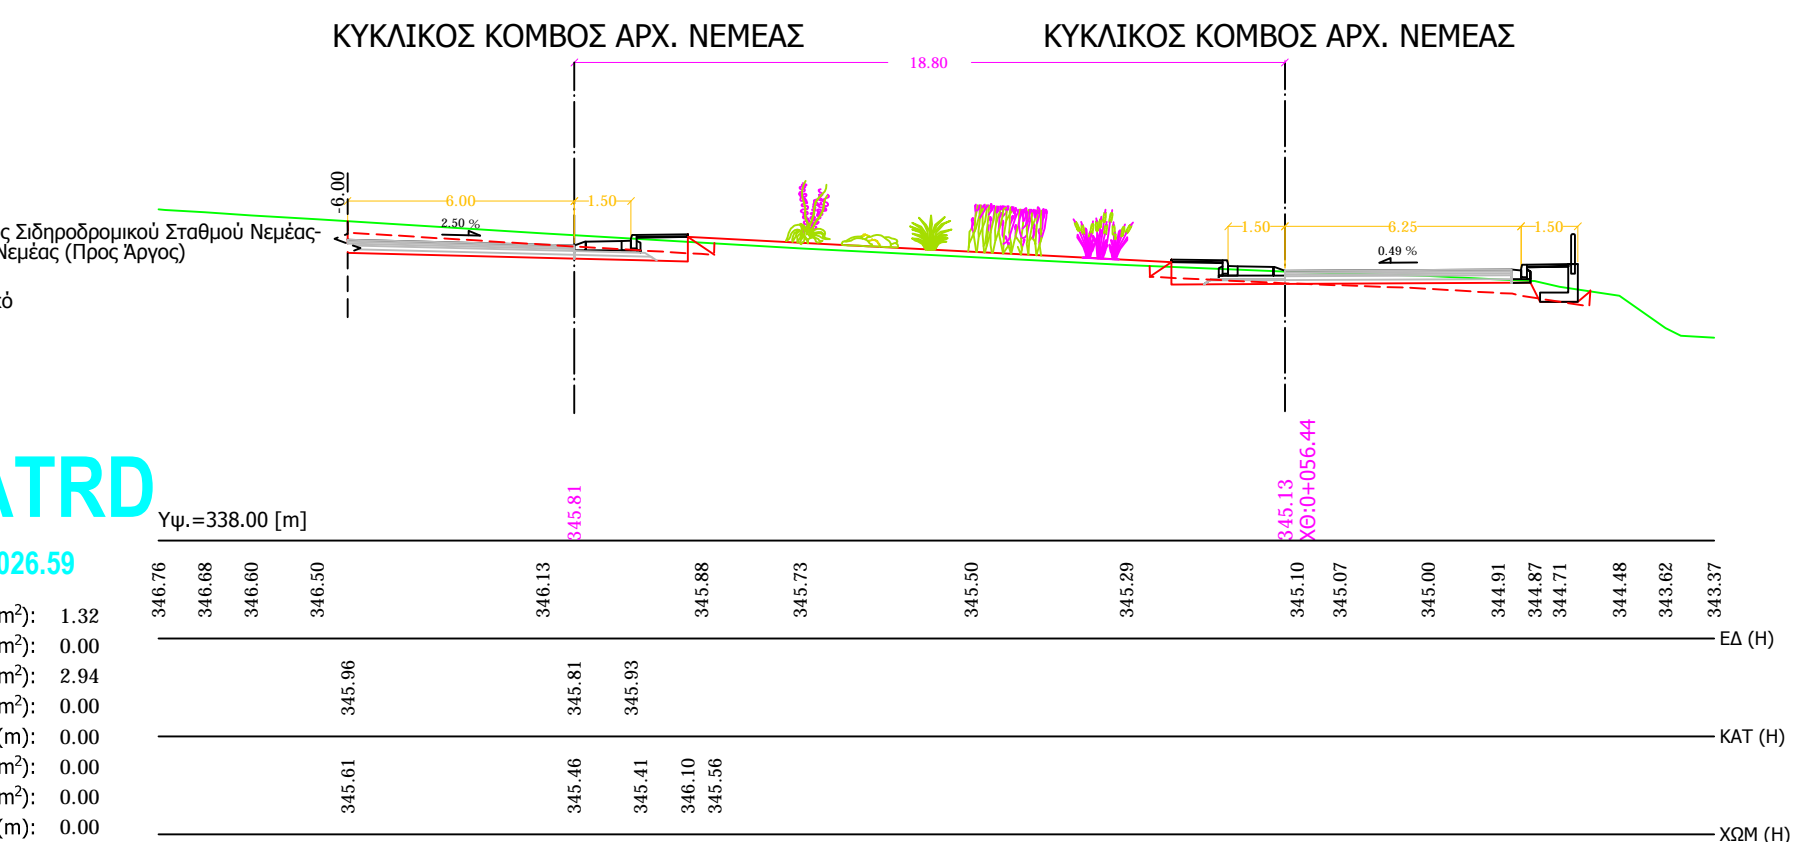 ΚΥΚΛΙΚΟΣ ΚΟΜΒΟΣ ΑΡΧ. ΝΕΜΕΑΣ
ΚΥΚΛΙΚΟΣ ΚΟΜΒΟΣ ΑΡΧ. ΝΕΜΕΑΣ
18.80
-6.00
6.00
1.50
2.50 %
1.50
6.25
1.50
0.49 %
ς Σιδηροδρομικού Σταθμού Νεμέας-
Νεμέας (Προς Άργος)
ATRD
026.59
Υψ.=338.00 [m]
345.81
345.13
ΧΘ:0+056.44
346.76 346.68 346.60 346.50 346.13 345.88 345.73 345.50 345.29 345.10 345.07 345.00 344.91 344.87 344.71 344.48 343.62 343.37
ΕΔ (Η)
345.96 345.81 345.93
ΚΑΤ (Η)
345.61 345.46 345.41 346.10 345.56
ΧΩΜ (Η)
m²): 1.32
m²): 0.00
m²): 2.94
m²): 0.00
(m): 0.00
m²): 0.00
m²): 0.00
(m): 0.00